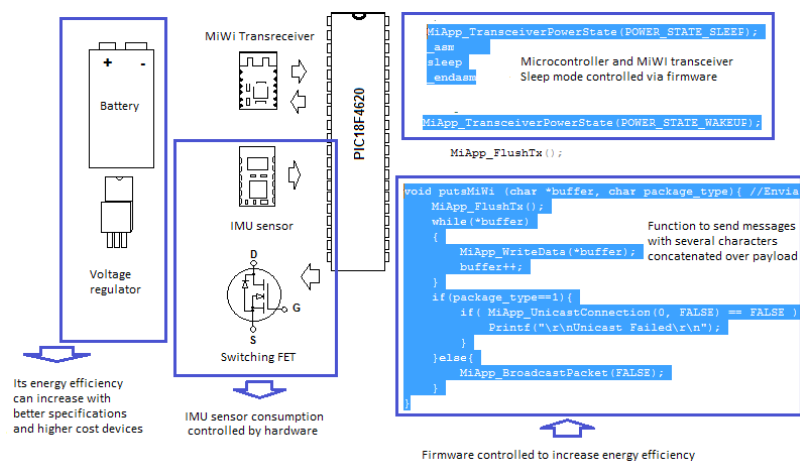 MiWi Transreceiver
+ -
Battery
Voltage
regulator
Its energy efficiency
can increase with
better specifications
and higher cost devices
IMU sensor
D
G
S
Switching FET
IMU sensor consumption
controlled by hardware
PIC18F4620
MiApp_TransceiverPowerState(POWER_STATE_SLEEP);
_asm
sleep
_endasm
Microcontroller and MiWI transceiver
Sleep mode controlled via firmware
MiApp_TransceiverPowerState(POWER_STATE_WAKEUP);
MiApp_FlushTx();
void putsMiWi (char *buffer, char package_type){ //Envia
MiApp_FlushTx();
while(*buffer)
{
MiApp_WriteData(*buffer);
buffer++;
}
if(package_type==1){
if( MiApp_UnicastConnection(0, FALSE) == FALSE )
Printf("\r\nUnicast Failed\r\n");
}
}else{
MiApp_BroadcastPacket(FALSE);
}
}
Function to send messages
with several characters
concatenated over payload
Firmware controlled to increase energy efficiency